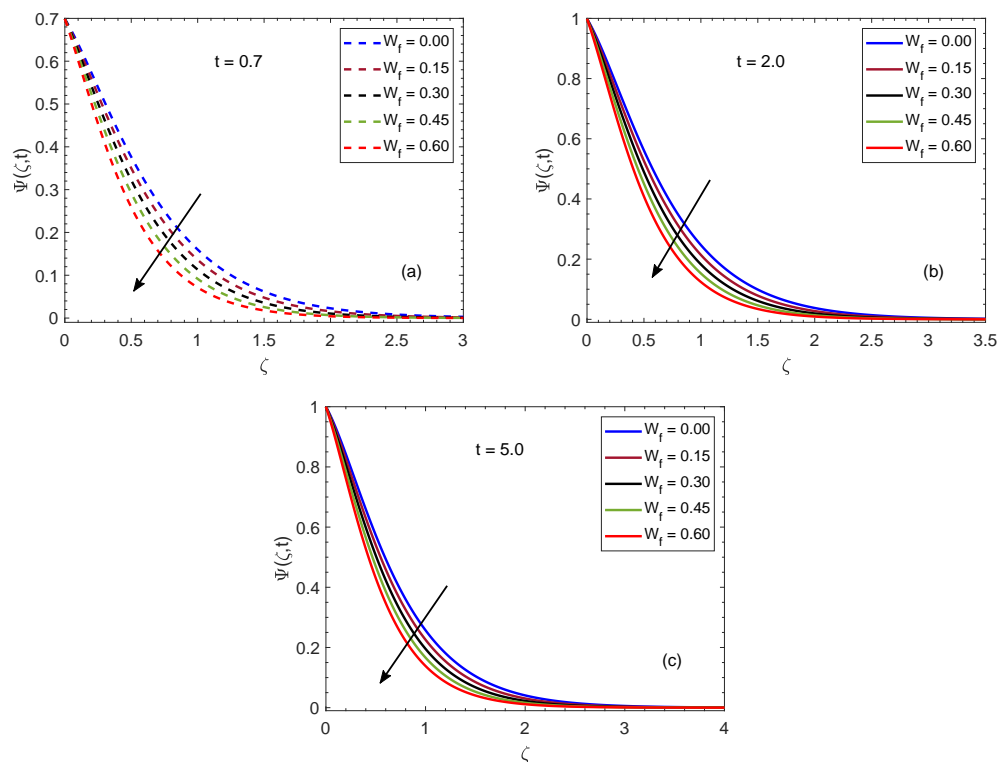 0.7
0.6
0.5
0.4
0.3
0.2
0.1
0
Ψ(ζ,t)
t = 0.7
W_f = 0.00
W_f = 0.15
W_f = 0.30
W_f = 0.45
W_f = 0.60
(a)
0 0.5 1 1.5 2 2.5 3
ζ
1
0.8
0.6
0.4
0.2
0
Ψ(ζ,t)
t = 2.0
W_f = 0.00
W_f = 0.15
W_f = 0.30
W_f = 0.45
W_f = 0.60
(b)
0 0.5 1 1.5 2 2.5 3 3.5
ζ
1
0.8
0.6
0.4
0.2
0
Ψ(ζ,t)
t = 5.0
W_f = 0.00
W_f = 0.15
W_f = 0.30
W_f = 0.45
W_f = 0.60
(c)
0 1 2 3 4
ζ